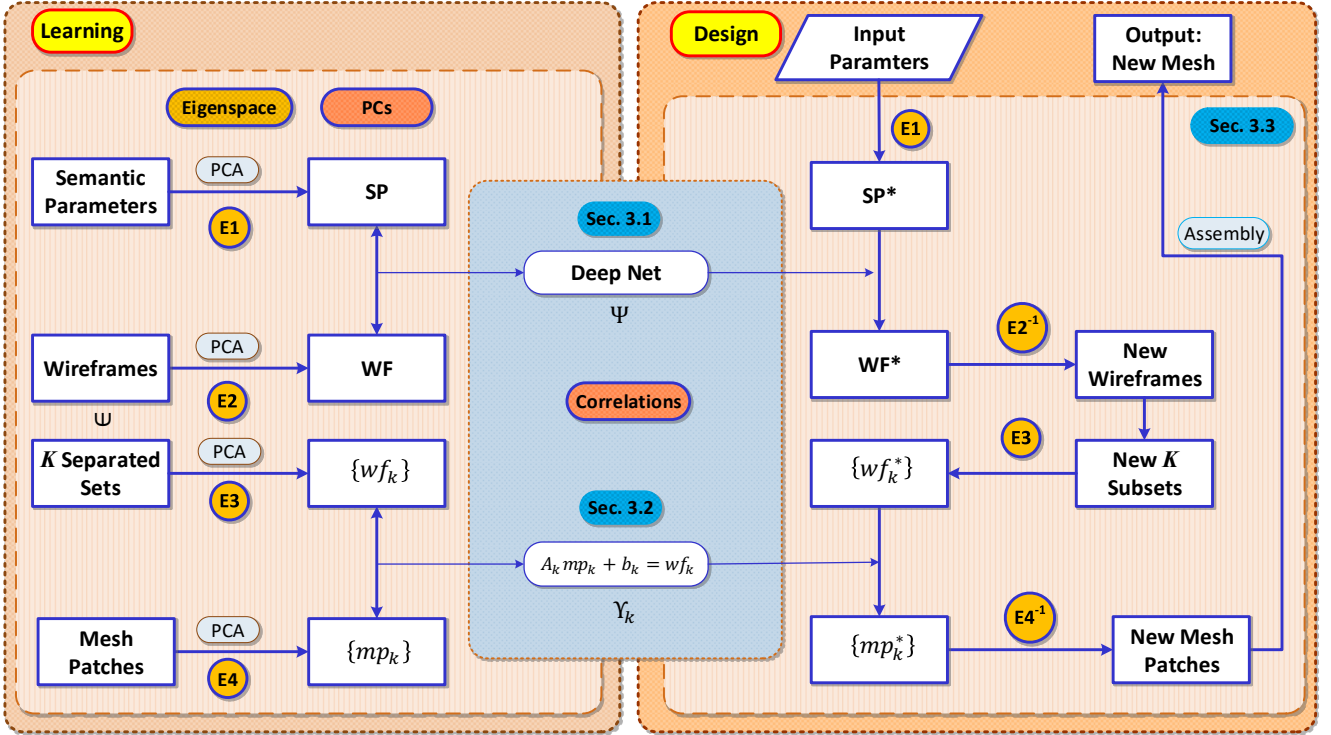 Learning
Eigenspace
PCs
Semantic
Parameters
PCA
E1
SP
Wireframes
PCA
E2
WF
Ψ
K Separated
Sets
PCA
E3
{wf_k}
Mesh
Patches
PCA
E4
{mp_k}
Sec. 3.1
Deep Net
Ψ
Correlations
Sec. 3.2
A_k mp_k + b_k = wf_k
ϒ_k
Design
Input
Paramters
Output:
New Mesh
Sec. 3.3
E1
SP*
Assembly
WF*
E2⁻¹
New
Wireframes
{wf_k^*}
E3
New K
Subsets
{mp_k^*}
E4⁻¹
New Mesh
Patches